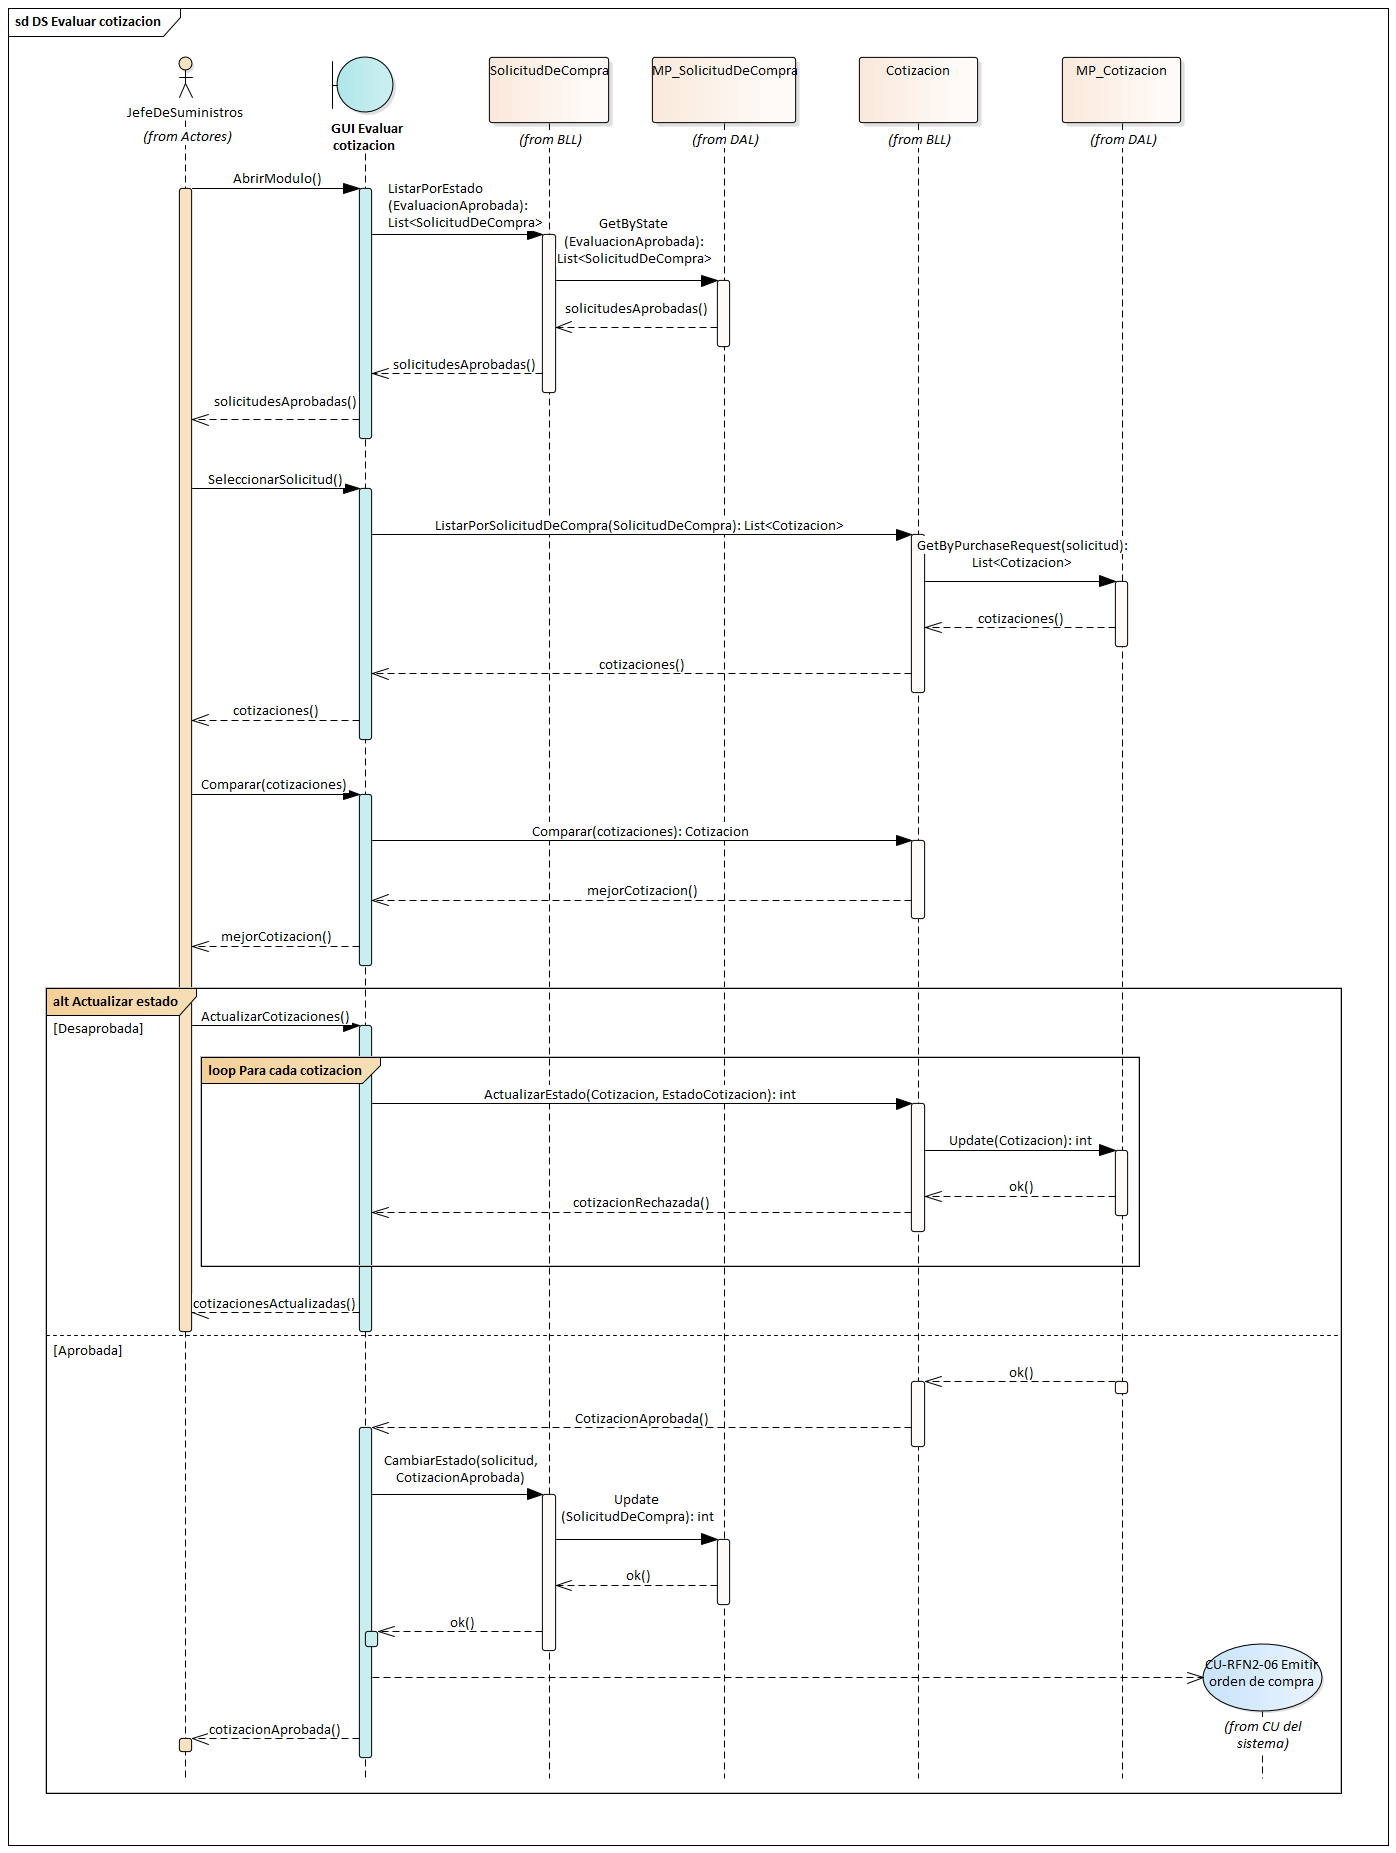 sd DS Evaluar cotizacion
JefeDeSuministros
(from Actores)
GUI Evaluar
cotizacion
SolicitudDeCompra
(from BLL)
MP_SolicitudDeCompra
(from DAL)
Cotizacion
(from BLL)
MP_Cotizacion
(from DAL)
AbrirModulo()
ListarPorEstado
(EvaluacionAprobada):
List<SolicitudDeCompra>
GetByState
(EvaluacionAprobada):
List<SolicitudDeCompra>
solicitudesAprobadas()
solicitudesAprobadas()
solicitudesAprobadas()
SeleccionarSolicitud()
ListarPorSolicitudDeCompra(SolicitudDeCompra): List<Cotizacion>
GetByPurchaseRequest(solicitud):
List<Cotizacion>
cotizaciones()
cotizaciones()
cotizaciones()
Comparar(cotizaciones)
Comparar(cotizaciones): Cotizacion
mejorCotizacion()
mejorCotizacion()
alt Actualizar estado
[Desaprobada]
ActualizarCotizaciones()
loop Para cada cotizacion
ActualizarEstado(Cotizacion, EstadoCotizacion): int
Update(Cotizacion): int
ok()
cotizacionRechazada()
cotizacionesActualizadas()
[Aprobada]
ok()
CotizacionAprobada()
CambiarEstado(solicitud,
CotizacionAprobada)
Update
(SolicitudDeCompra): int
ok()
ok()
CU-RFN2-06 Emitir
orden de compra
(from CU del
sistema)
cotizacionAprobada()